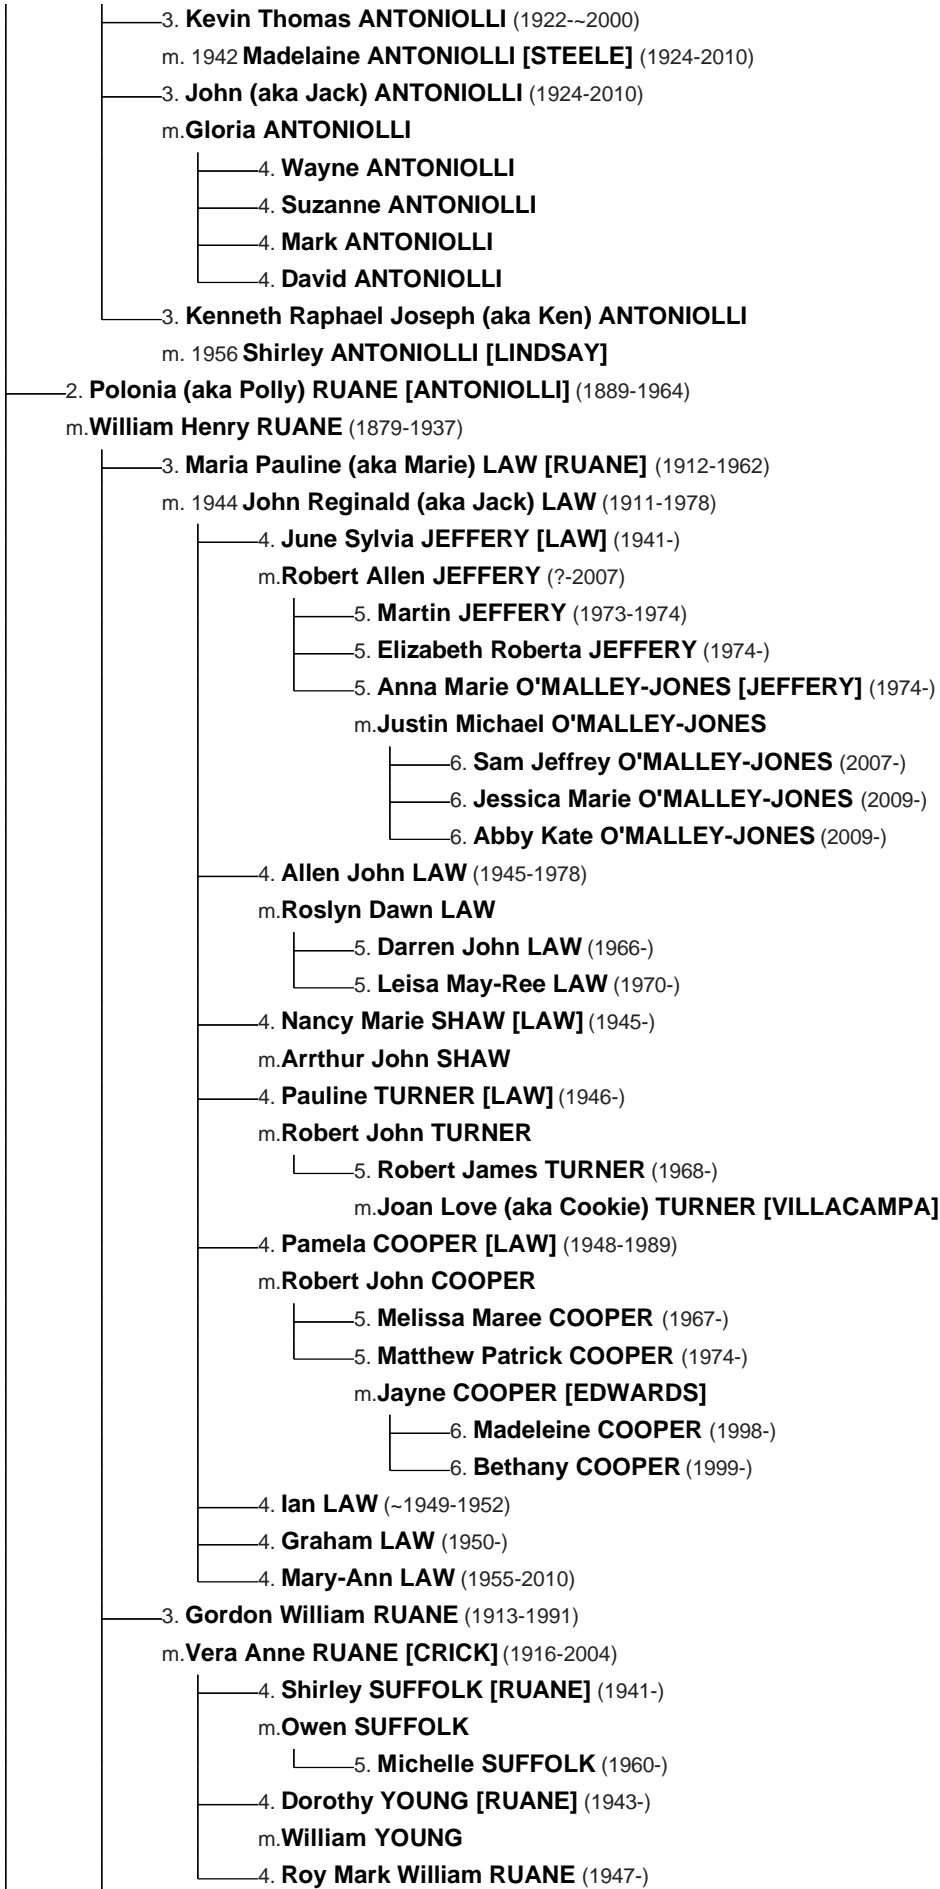 3. Kevin Thomas ANTONIOLLI (1922-~2000)
m. 1942 Madelaine ANTONIOLLI [STEELE] (1924-2010)
3. John (aka Jack) ANTONIOLLI (1924-2010)
m.Gloria ANTONIOLLI
4. Wayne ANTONIOLLI
4. Suzanne ANTONIOLLI
4. Mark ANTONIOLLI
4. David ANTONIOLLI
3. Kenneth Raphael Joseph (aka Ken) ANTONIOLLI
m. 1956 Shirley ANTONIOLLI [LINDSAY]
2. Polonia (aka Polly) RUANE [ANTONIOLLI] (1889-1964)
m.William Henry RUANE (1879-1937)
3. Maria Pauline (aka Marie) LAW [RUANE] (1912-1962)
m. 1944 John Reginald (aka Jack) LAW (1911-1978)
4. June Sylvia JEFFERY [LAW] (1941-)
m.Robert Allen JEFFERY (?-2007)
5. Martin JEFFERY (1973-1974)
5. Elizabeth Roberta JEFFERY (1974-)
5. Anna Marie O'MALLEY-JONES [JEFFERY] (1974-)
m.Justin Michael O'MALLEY-JONES
6. Sam Jeffrey O'MALLEY-JONES (2007-)
6. Jessica Marie O'MALLEY-JONES (2009-)
6. Abby Kate O'MALLEY-JONES (2009-)
4. Allen John LAW (1945-1978)
m.Roslyn Dawn LAW
5. Darren John LAW (1966-)
5. Leisa May-Ree LAW (1970-)
4. Nancy Marie SHAW [LAW] (1945-)
m.Arrthur John SHAW
4. Pauline TURNER [LAW] (1946-)
m.Robert John TURNER
5. Robert James TURNER (1968-)
m.Joan Love (aka Cookie) TURNER [VILLACAMPA]
4. Pamela COOPER [LAW] (1948-1989)
m.Robert John COOPER
5. Melissa Maree COOPER (1967-)
5. Matthew Patrick COOPER (1974-)
m.Jayne COOPER [EDWARDS]
6. Madeleine COOPER (1998-)
6. Bethany COOPER (1999-)
4. Ian LAW (~1949-1952)
4. Graham LAW (1950-)
4. Mary-Ann LAW (1955-2010)
3. Gordon William RUANE (1913-1991)
m.Vera Anne RUANE [CRICK] (1916-2004)
4. Shirley SUFFOLK [RUANE] (1941-)
m.Owen SUFFOLK
5. Michelle SUFFOLK (1960-)
4. Dorothy YOUNG [RUANE] (1943-)
m.William YOUNG
4. Roy Mark William RUANE (1947-)